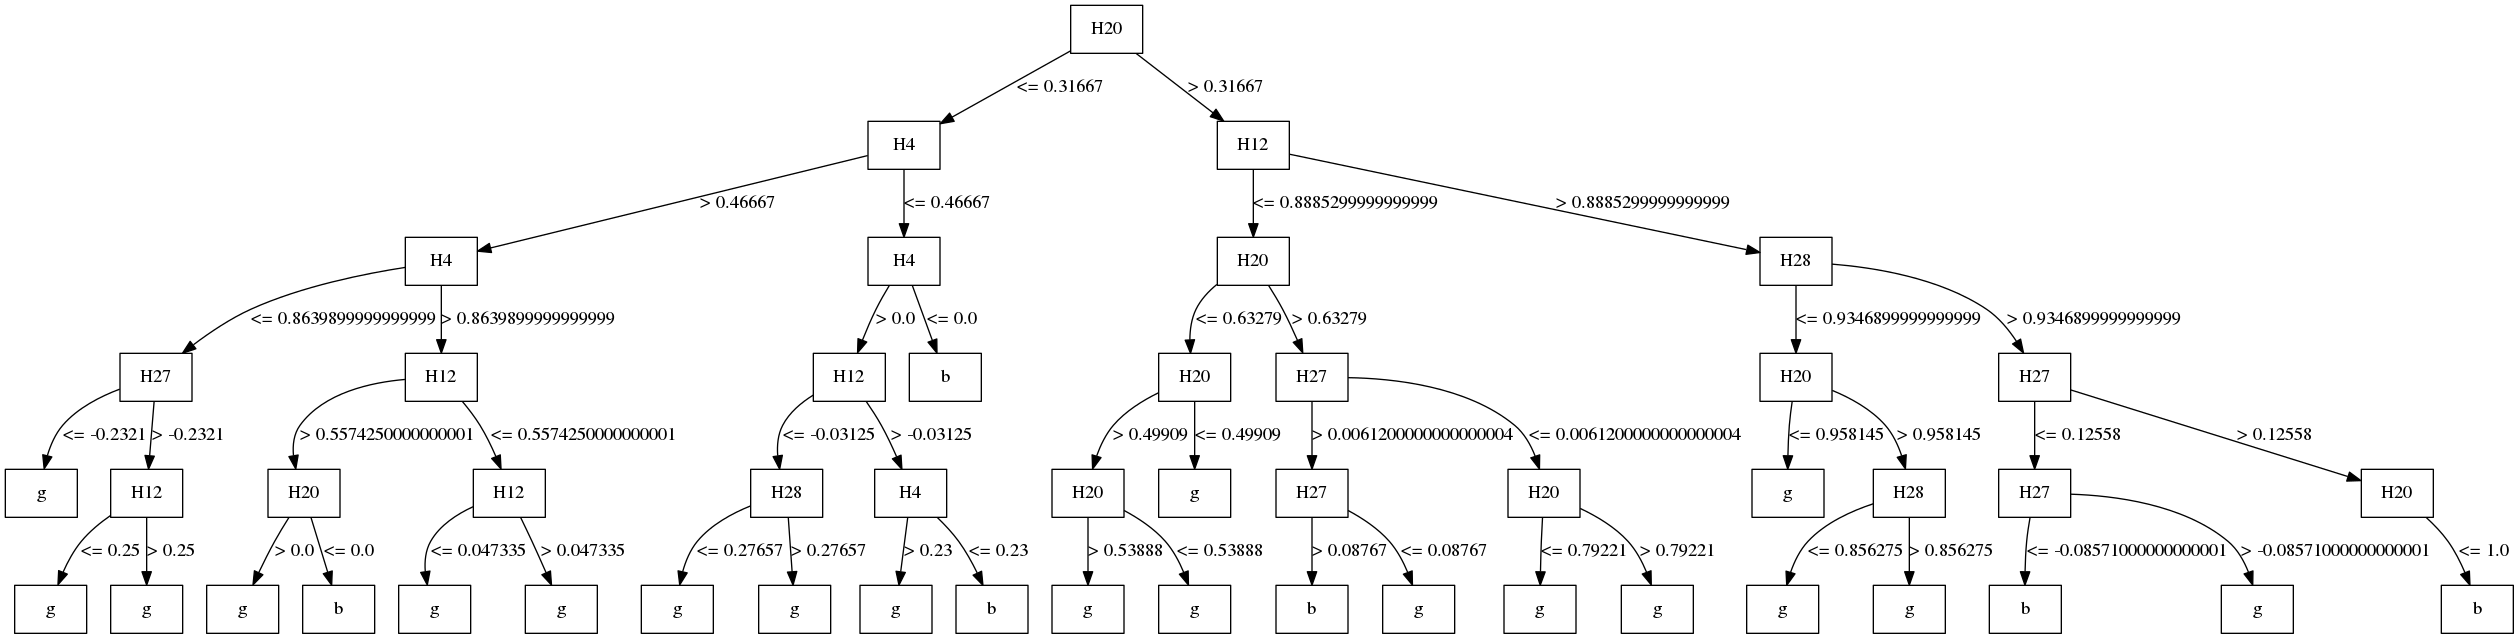 H20
<= 0.31667 > 0.31667
H4 H12
> 0.46667 <= 0.46667 <= 0.8885299999999999 > 0.8885299999999999
H4 H4 H20 H28
<= 0.8639899999999999 > 0.8639899999999999 > 0.0 <= 0.0 <= 0.63279 > 0.63279 <= 0.9346899999999999 > 0.9346899999999999
H27 H12 H12 b H20 H27 H20 H27
<= -0.2321 > -0.2321 > 0.5574250000000001 <= 0.5574250000000001 <= -0.03125 > -0.03125 > 0.49909 <= 0.49909 > 0.0061200000000000004 <= 0.0061200000000000004 <= 0.958145 > 0.958145 <= 0.12558 > 0.12558
g H12 H20 H12 H28 H4 H20 g H27 H20 g H28 H27 H20
<= 0.25 > 0.25 > 0.0 <= 0.0 <= 0.047335 > 0.047335 <= 0.27657 > 0.27657 > 0.23 <= 0.23 > 0.53888 <= 0.53888 > 0.08767 <= 0.08767 <= 0.79221 > 0.79221 <= 0.856275 > 0.856275 <= -0.08571000000000001 > -0.08571000000000001 <= 1.0
g g g b g g g g g b g g b g g g g g b g b